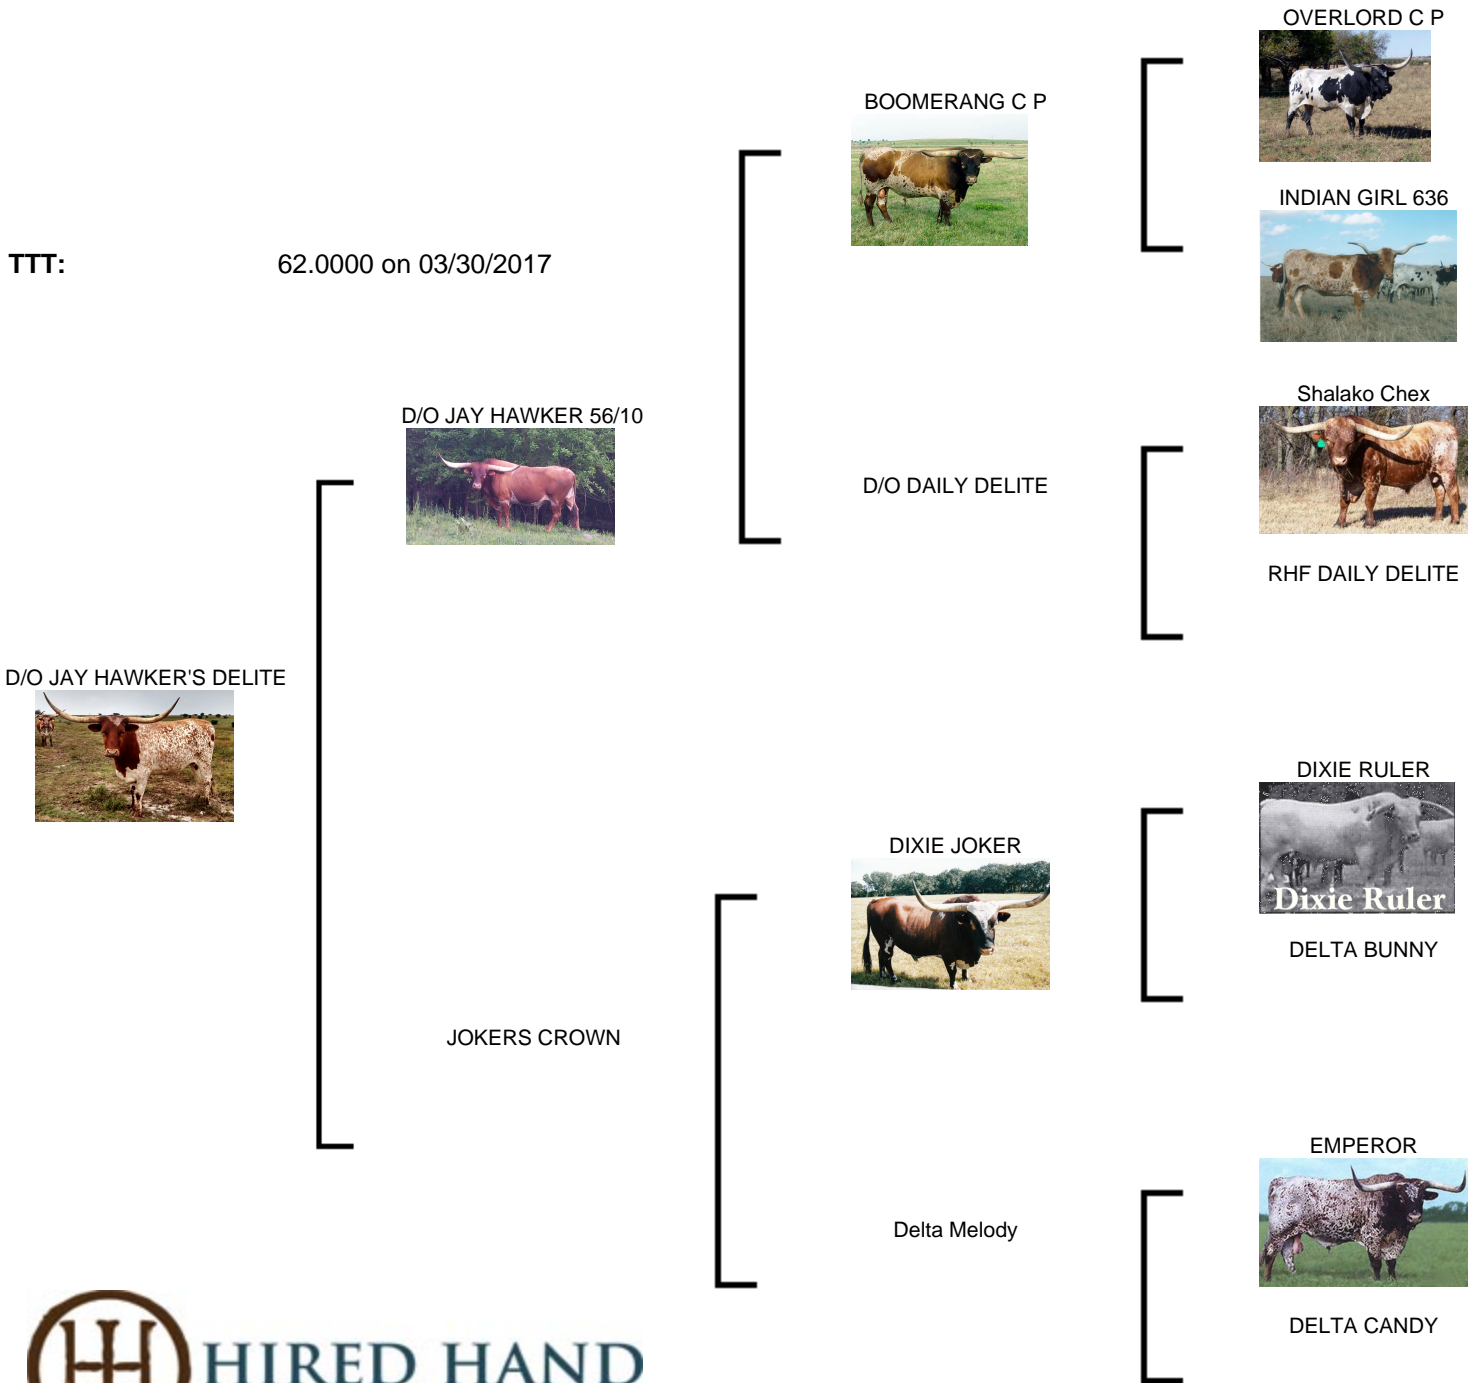 OVERLORD C P
BOOMERANG C P
INDIAN GIRL 636
TTT: 62.0000 on 03/30/2017
Shalako Chex
D/O JAY HAWKER 56/10
D/O DAILY DELITE
RHF DAILY DELITE
D/O JAY HAWKER'S DELITE
DIXIE RULER
DIXIE JOKER
Dixie Ruler
DELTA BUNNY
JOKERS CROWN
EMPEROR
Delta Melody
DELTA CANDY
HIRED HAND